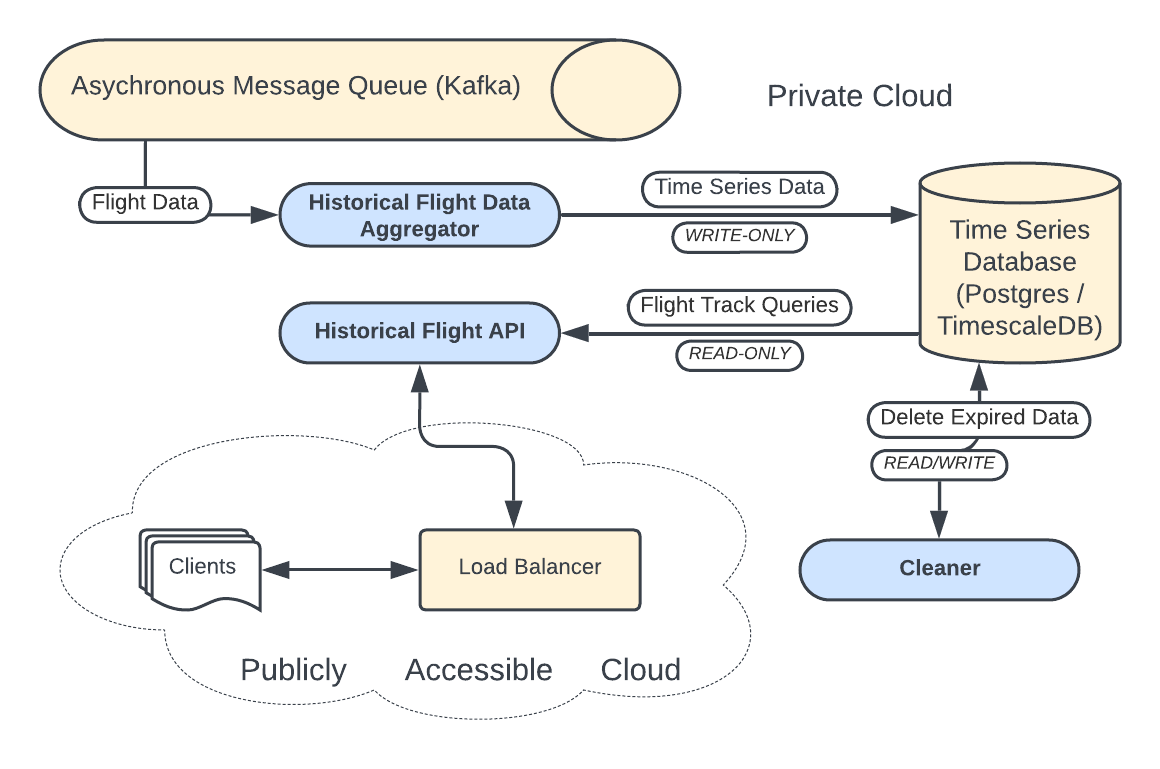 Asychronous Message Queue (Kafka)
Private Cloud
Flight Data
Historical Flight Data
Aggregator
Time Series Data
WRITE-ONLY
Time Series
Database
(Postgres /
TimescaleDB)
Historical Flight API
Flight Track Queries
READ-ONLY
Delete Expired Data
READ/WRITE
Clients
Load Balancer
Cleaner
Publicly Accessible Cloud